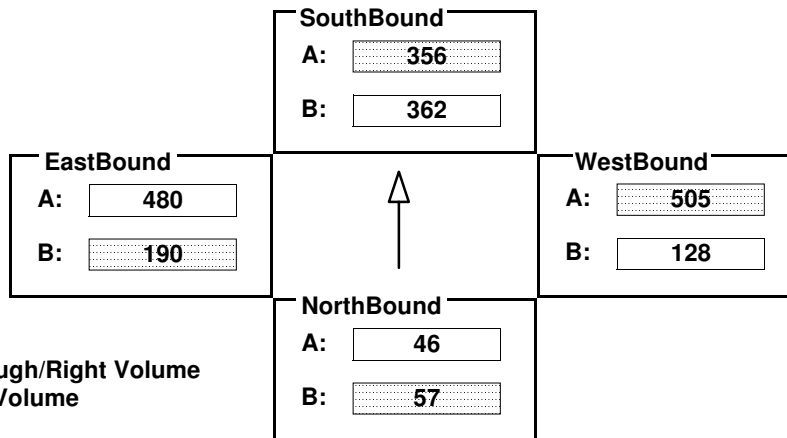 SouthBound
A: 356
B: 362
EastBound
A: 480
B: 190
WestBound
A: 505
B: 128
NorthBound
A: 46
B: 57
ugh/Right Volume
Volume